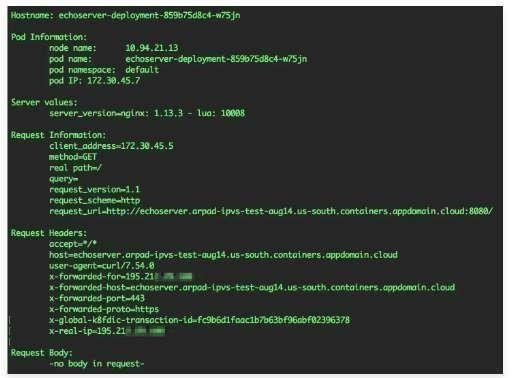 Hostname: echoserver-deployment-859b75d8c4-w75jn
Pod Information:
node name: 10.94.21.13
pod name: echoserver-deployment-859b75d8c4-w75jn
pod namespace: default
pod IP: 172.30.45.7
Server values:
server_version=nginx: 1.13.3 - lua: 10008
Request Information:
client_address=172.30.45.5
method=GET
real path=/
query=
request_version=1.1
request_scheme=http
request_uri=http://echoserver.arpad-ipvs-test-aug14.us-south.containers.appdomain.cloud:8080/
Request Headers:
accept=*/*
host=echoserver.arpad-ipvs-test-aug14.us-south.containers.appdomain.cloud
user-agent=curl/7.54.0
x-forwarded-for=195.21
x-forwarded-host=echoserver.arpad-ipvs-test-aug14.us-south.containers.appdomain.cloud
x-forwarded-port=443
x-forwarded-proto=https
x-global-k8fdic-transaction-id=fc9b6d1faac1b7b63bf96abf02396378
x-real-ip=195.21
Request Body:
-no body in request-